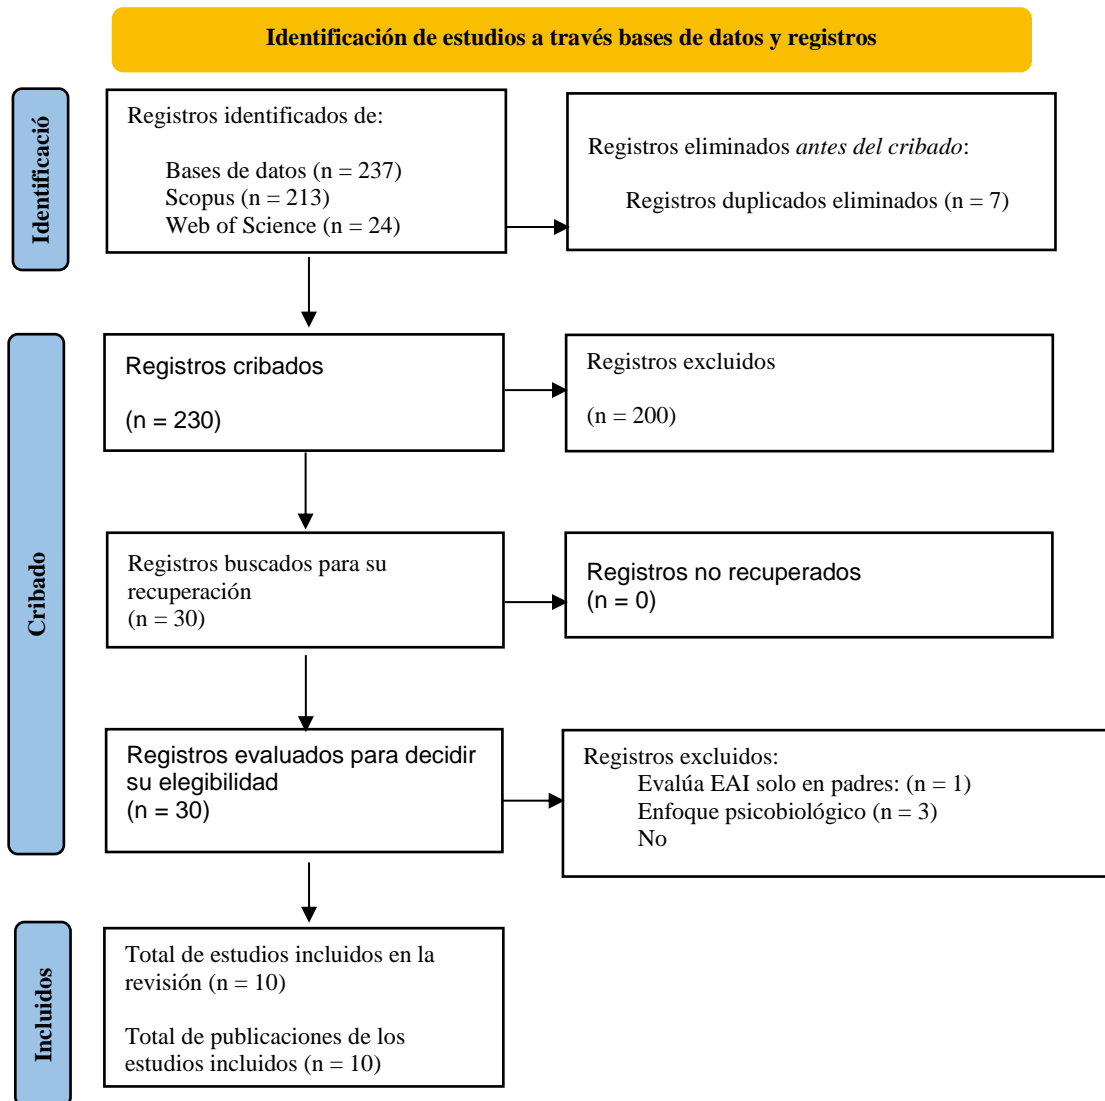 Identificación de estudios a través bases de datos y registros
Identificació
Registros identificados de:
Bases de datos (n = 237)
Scopus (n = 213)
Web of Science (n = 24)
Registros eliminados antes del cribado:
Registros duplicados eliminados (n = 7)
Cribado
Registros cribados
(n = 230)
Registros excluidos
(n = 200)
Registros buscados para su
recuperación
(n = 30)
Registros no recuperados
(n = 0)
Registros evaluados para decidir
su elegibilidad
(n = 30)
Registros excluidos:
Evalúa EAI solo en padres: (n = 1)
Enfoque psicobiológico (n = 3)
No
Incluidos
Total de estudios incluidos en la
revisión (n = 10)
Total de publicaciones de los
estudios incluidos (n = 10)